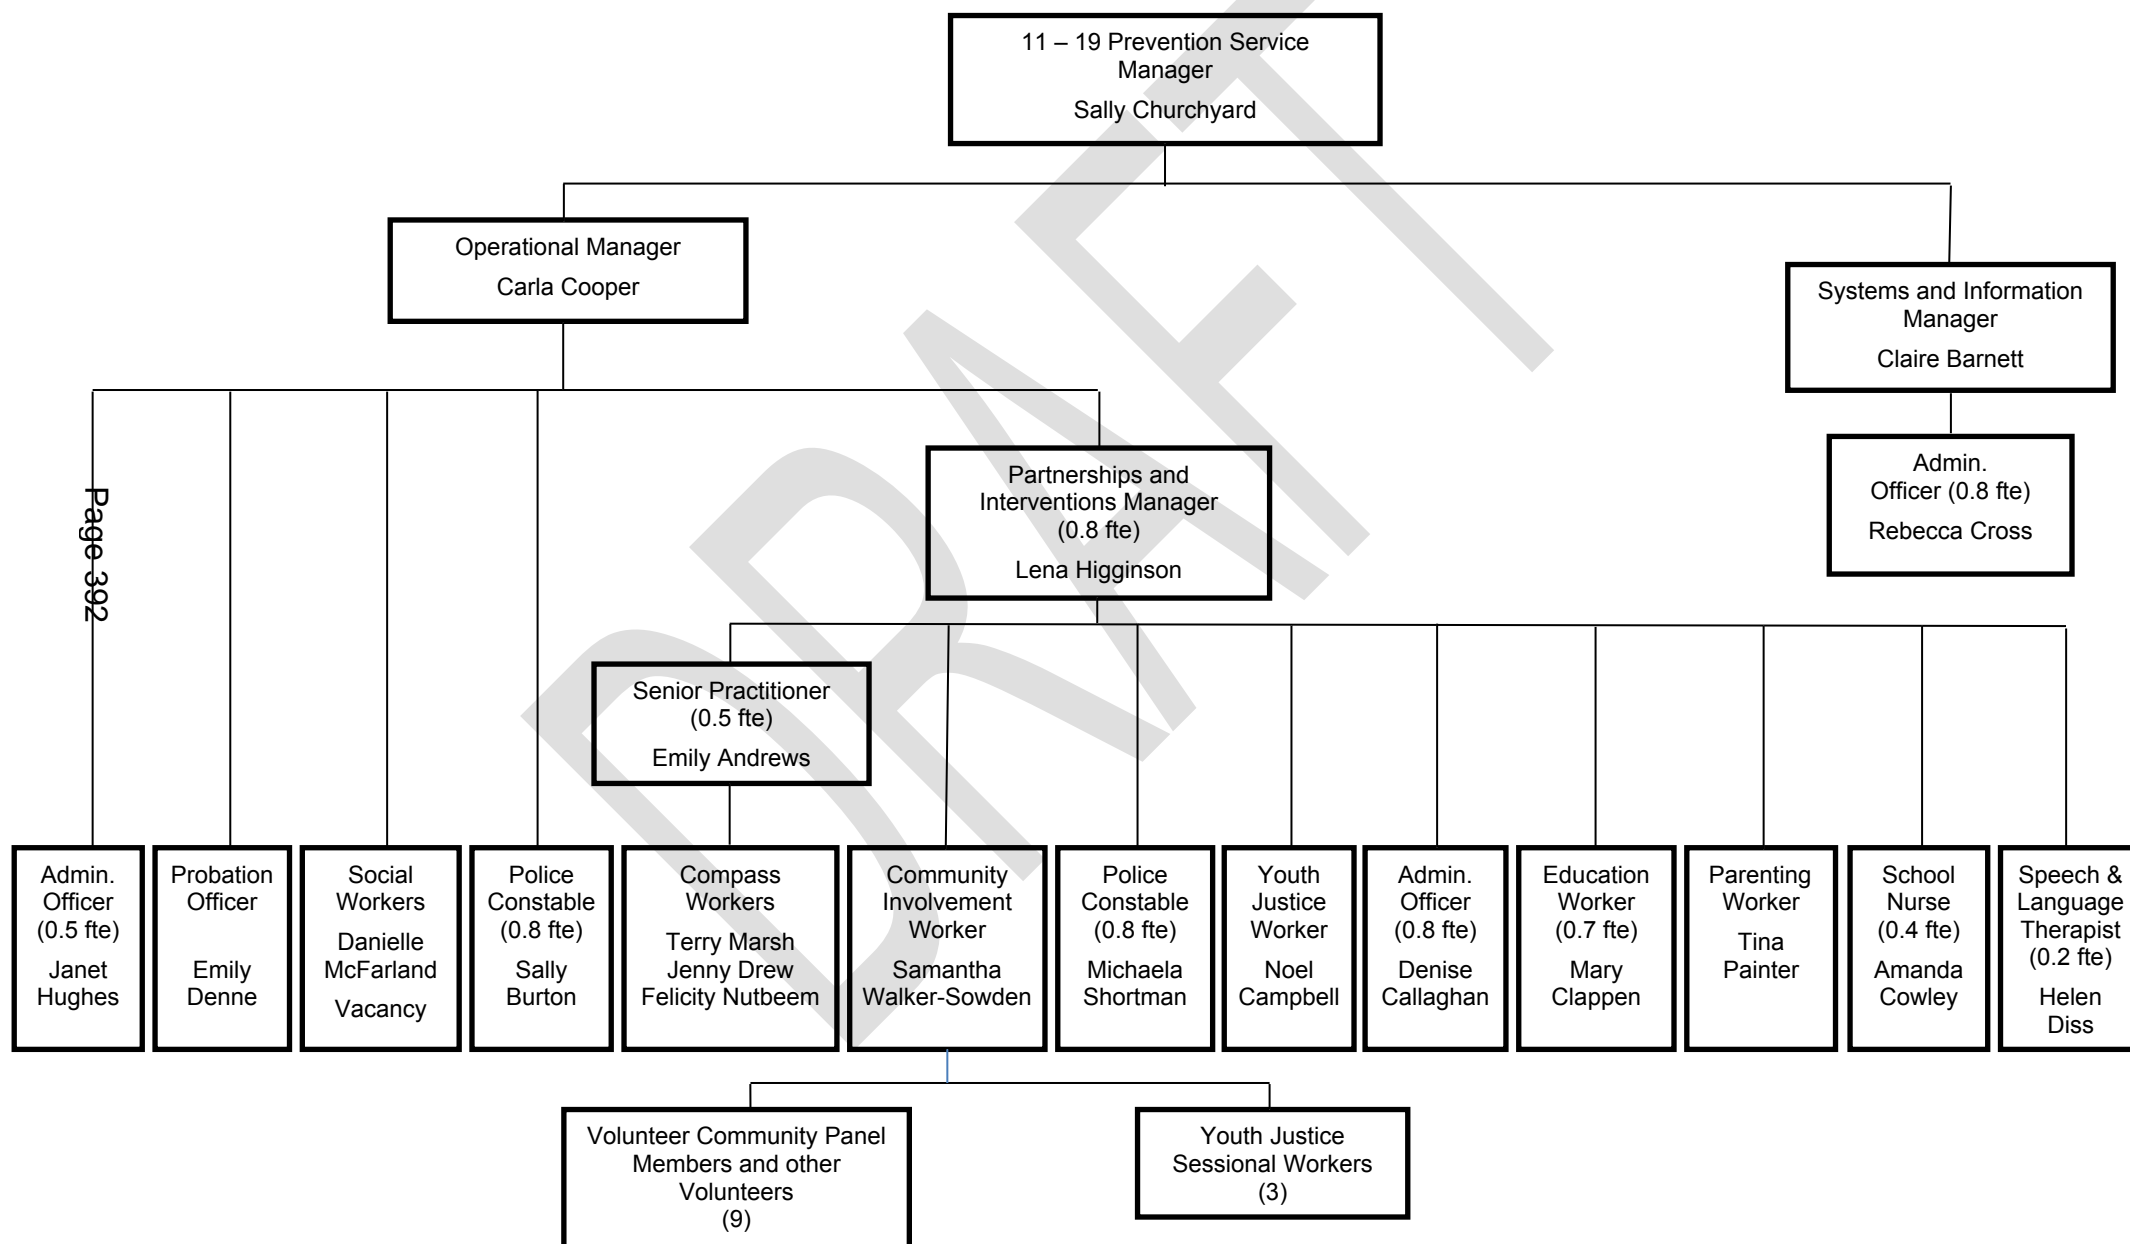 11 – 19 Prevention Service
Manager
Sally Churchyard
Operational Manager
Carla Cooper
Systems and Information
Manager
Claire Barnett
Admin.
Officer (0.8 fte)
Rebecca Cross
Partnerships and
Interventions Manager
(0.8 fte)
Lena Higginson
Page 392
Senior Practitioner
(0.5 fte)
Emily Andrews
Admin.
Officer
(0.5 fte)
Janet
Hughes
Probation
Officer
Emily
Denne
Social
Workers
Danielle
McFarland
Vacancy
Police
Constable
(0.8 fte)
Sally
Burton
Compass
Workers
Terry Marsh
Jenny Drew
Felicity Nutbeem
Community
Involvement
Worker
Samantha
Walker-Sowden
Police
Constable
(0.8 fte)
Michaela
Shortman
Youth
Justice
Worker
Noel
Campbell
Admin.
Officer
(0.8 fte)
Denise
Callaghan
Education
Worker
(0.7 fte)
Mary
Clappen
Parenting
Worker
Tina
Painter
School
Nurse
(0.4 fte)
Amanda
Cowley
Speech &
Language
Therapist
(0.2 fte)
Helen
Diss
Volunteer Community Panel
Members and other
Volunteers
(9)
Youth Justice
Sessional Workers
(3)
DRAFT